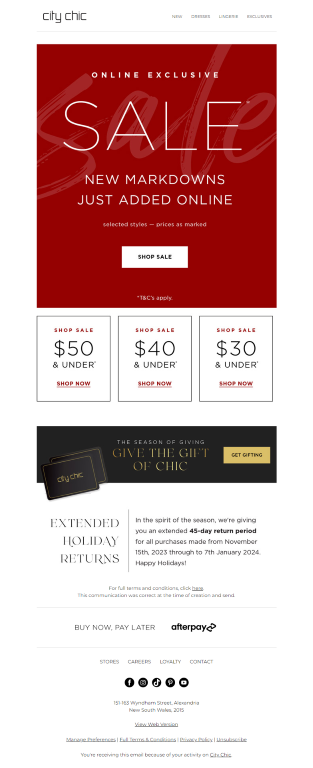 city chic
NEW DRESSES LINGERIE EXCLUSIVES
sale
ONLINE EXCLUSIVE
SALE
NEW MARKDOWNS
JUST ADDED ONLINE
selected styles — prices as marked
SHOP SALE
*T&C's apply.
SHOP SALE
$50
& UNDER*
SHOP NOW
SHOP SALE
$40
& UNDER*
SHOP NOW
SHOP SALE
$30
& UNDER*
SHOP NOW
city chic
THE SEASON OF GIVING
GIVE THE GIFT
OF CHIC
GET GIFTING
EXTENDED
HOLIDAY
RETURNS
In the spirit of the season, we're giving
you an extended 45-day return period
for all purchases made from November
15th, 2023 through to 7th January 2024.
Happy Holidays!
For full terms and conditions, click here.
This communication was correct at the time of creation and send.
BUY NOW, PAY LATER afterpay
STORES CAREERS LOYALTY CONTACT
151-163 Wyndham Street, Alexandria
New South Wales, 2015
View Web Version
Manage Preferences | Full Terms & Conditions | Privacy Policy | Unsubscribe
You're receiving this email because of your activity on City Chic.